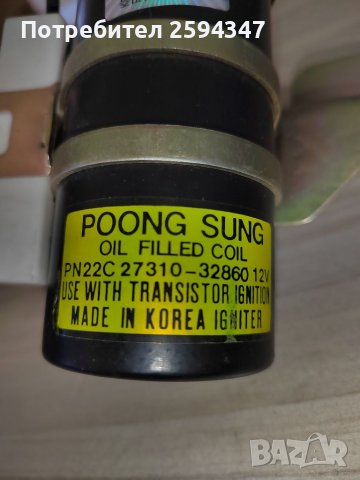 Потребител 2594347
POONG SUNG
OIL FILLED COIL
PN22C 27310-32860 12V
USE WITH TRANSISTOR IGNITION
MADE IN KOREA IGNITER
BAZAR